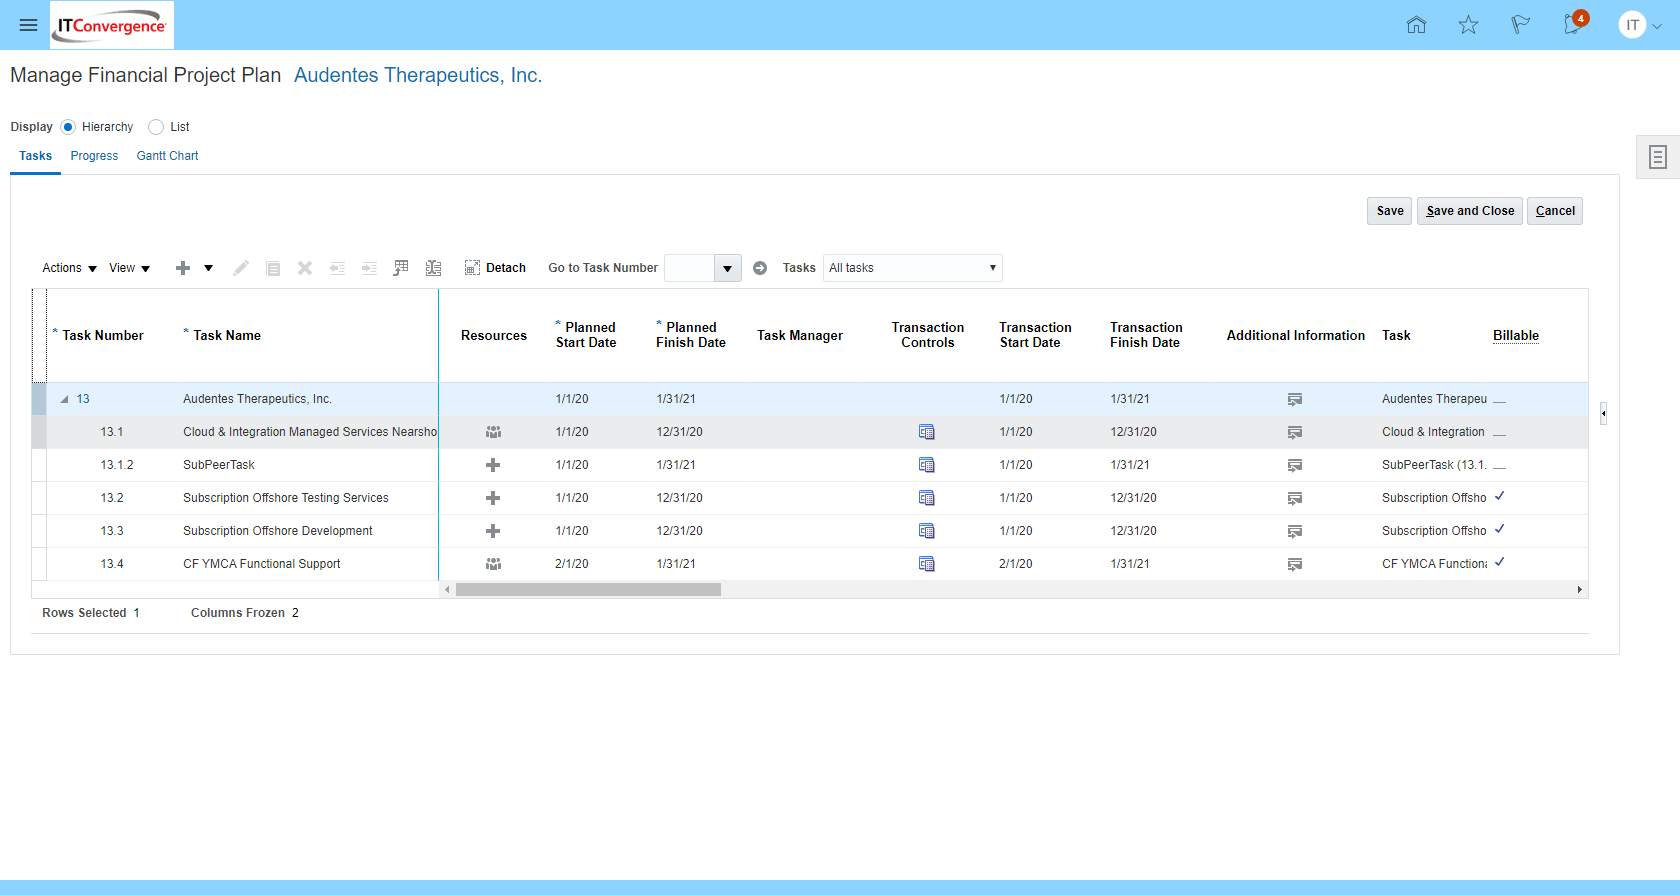 ITConvergence
4
IT
Manage Financial Project Plan Audentes Therapeutics, Inc.
Display Hierarchy List
Tasks Progress Gantt Chart
Save Save and Close Cancel
Actions View Detach Go to Task Number Tasks All tasks
* Task Number * Task Name Resources * Planned Start Date * Planned Finish Date Task Manager Transaction Controls Transaction Start Date Transaction Finish Date Additional Information Task Billable
13 Audentes Therapeutics, Inc. 1/1/20 1/31/21 1/1/20 1/31/21 Audentes Therapeu
13.1 Cloud & Integration Managed Services Nearsho 1/1/20 12/31/20 1/1/20 12/31/20 Cloud & Integration
13.1.2 SubPeerTask 1/1/20 1/31/21 1/1/20 1/31/21 SubPeerTask (13.1.
13.2 Subscription Offshore Testing Services 1/1/20 12/31/20 1/1/20 12/31/20 Subscription Offsho
13.3 Subscription Offshore Development 1/1/20 12/31/20 1/1/20 12/31/20 Subscription Offsho
13.4 CF YMCA Functional Support 2/1/20 1/31/21 2/1/20 1/31/21 CF YMCA Functiona
Rows Selected 1 Columns Frozen 2